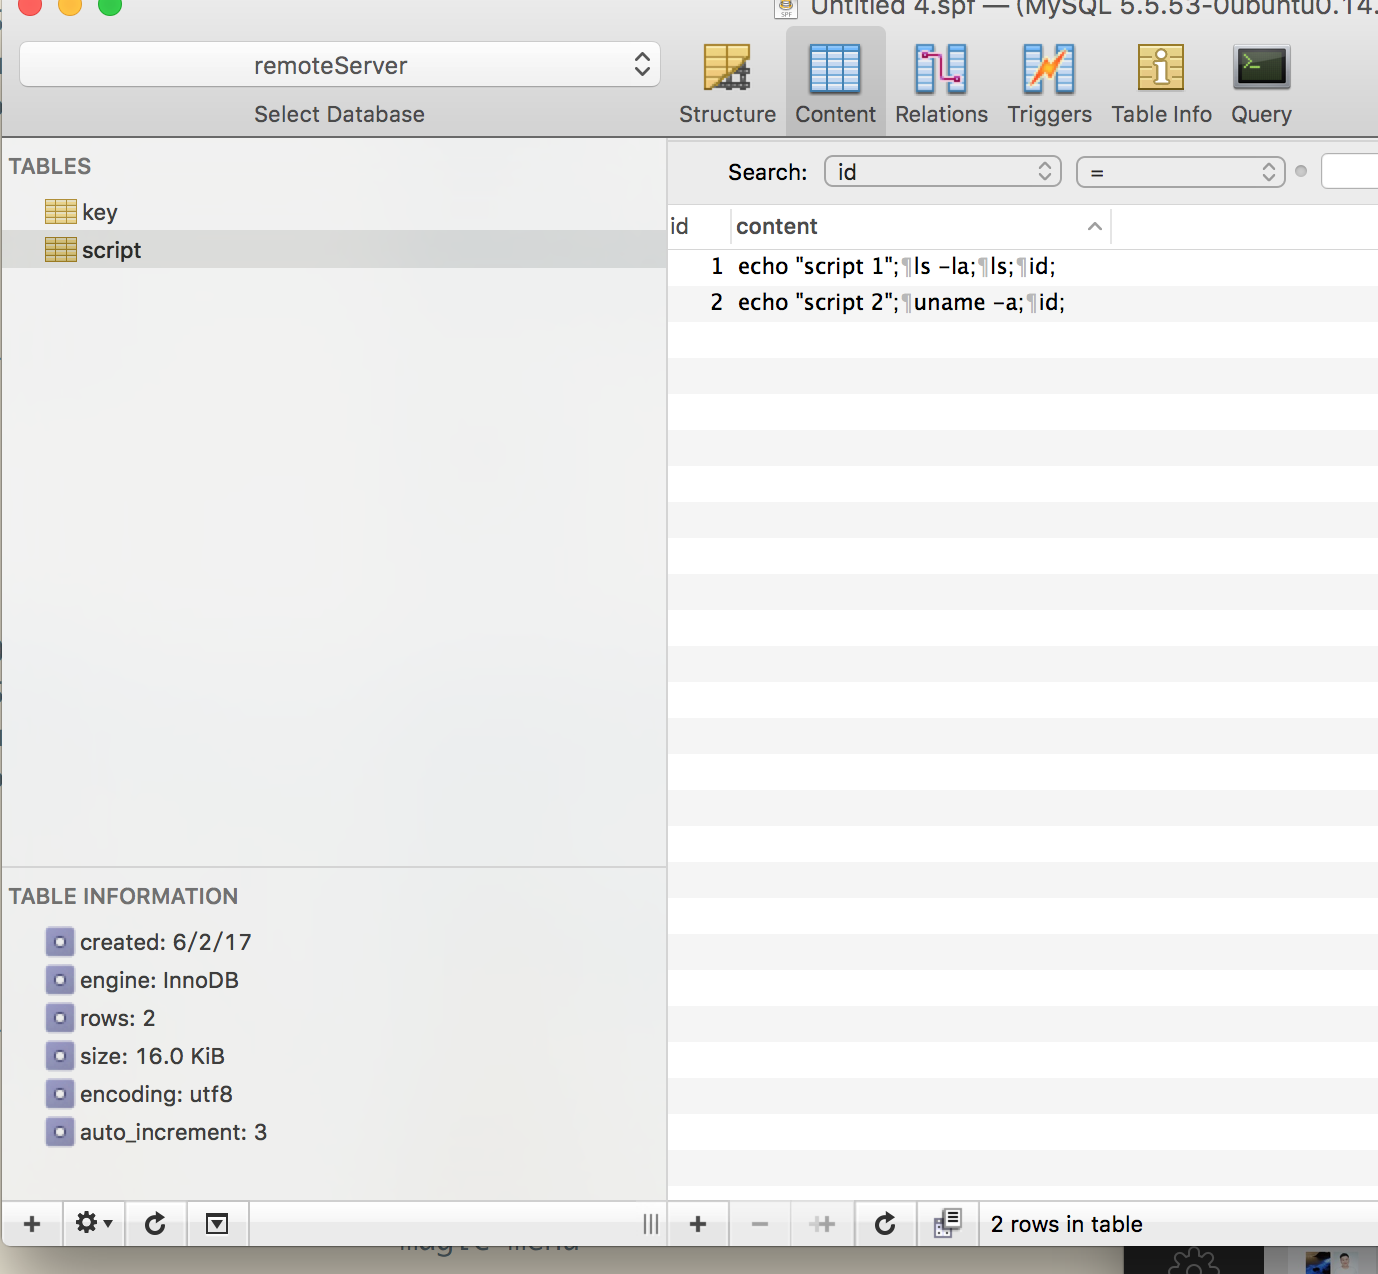 Untitled 4.spf — (MySQL 5.5.53-0ubuntu0.14.
remoteServer
Select Database
Structure
Content
Relations
Triggers
Table Info
Query
TABLES
key
script
Search: id =
id content
1 echo "script 1";¶ls -la;¶ls;¶id;
2 echo "script 2";¶uname -a;¶id;
TABLE INFORMATION
created: 6/2/17
engine: InnoDB
rows: 2
size: 16.0 KiB
encoding: utf8
auto_increment: 3
2 rows in table
magic menu